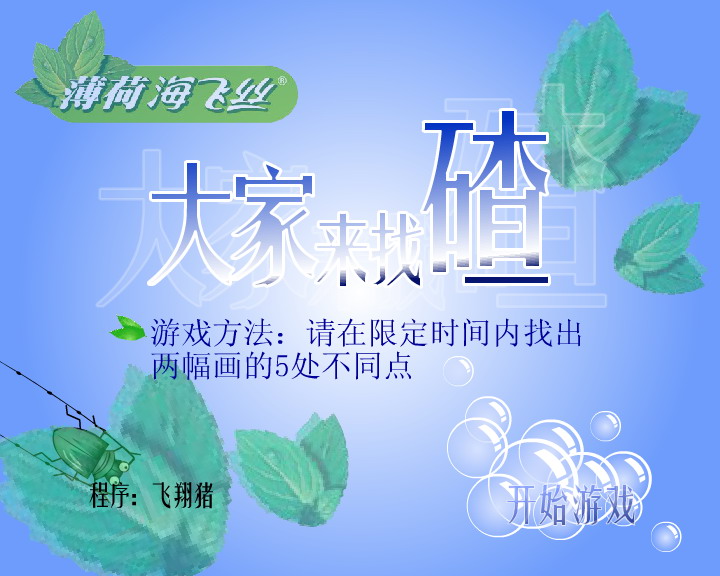 薄荷海飞丝®
大家来找碴
游戏方法：请在限定时间内找出
两幅画的5处不同点
程序：飞翔猪
开始游戏